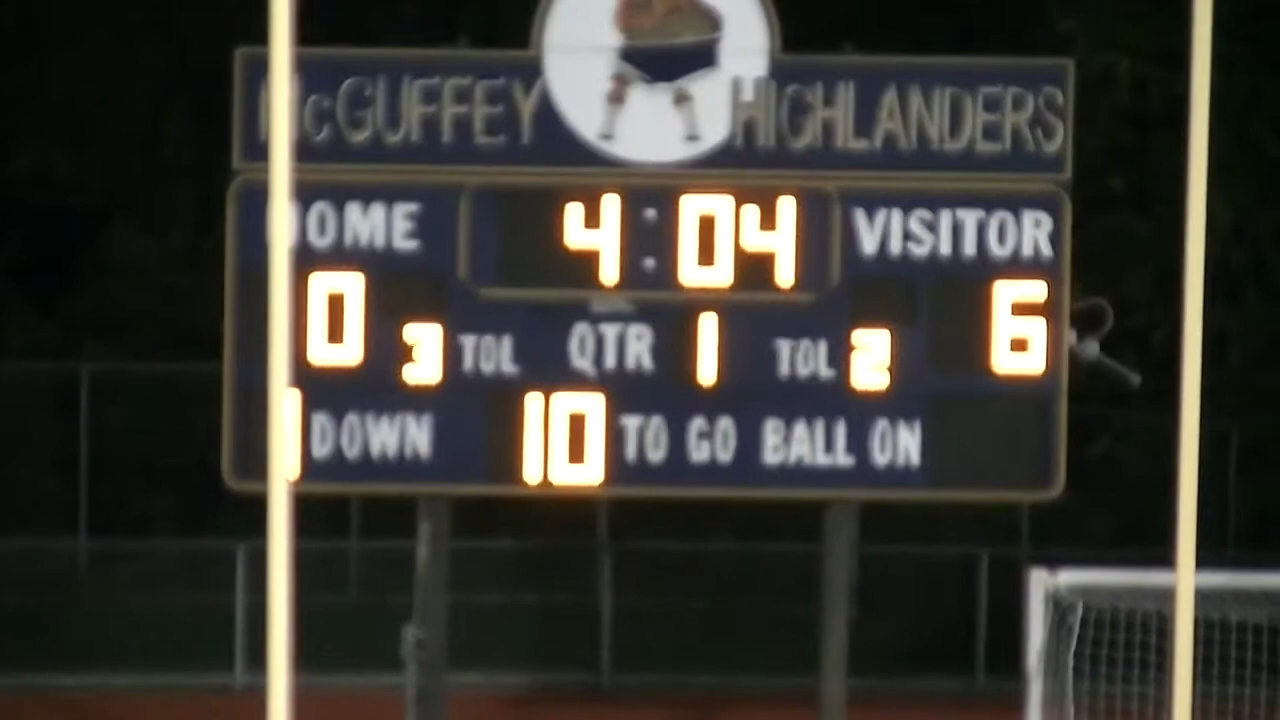 McGUFFEY HIGHLANDERS
HOME 4:04 VISITOR
0 3 TOL QTR 1 TOL 2 6
1 DOWN 10 TO GO BALL ON